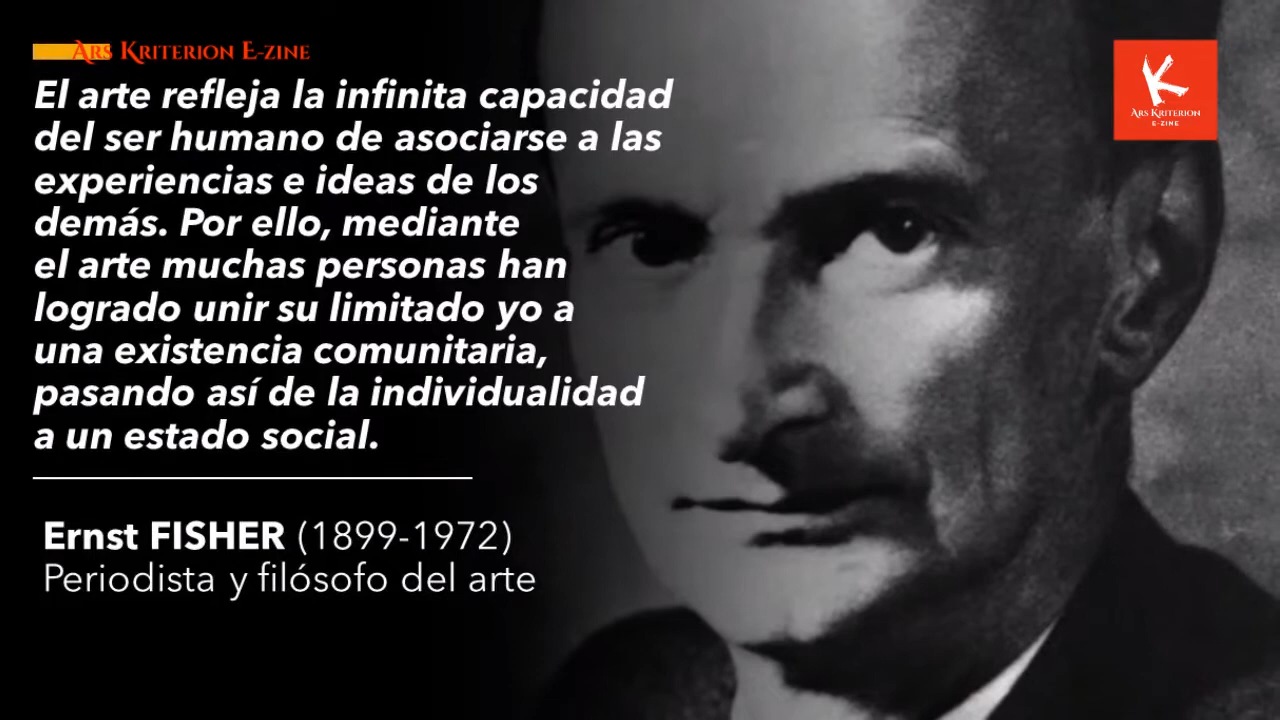 Ars Kriterion E-zine
El arte refleja la infinita capacidad
del ser humano de asociarse a las
experiencias e ideas de los
demás. Por ello, mediante
el arte muchas personas han
logrado unir su limitado yo a
una existencia comunitaria,
pasando así de la individualidad
a un estado social.
Ernst FISHER (1899-1972)
Periodista y filósofo del arte
K
Ars Kriterion
E-ZINE